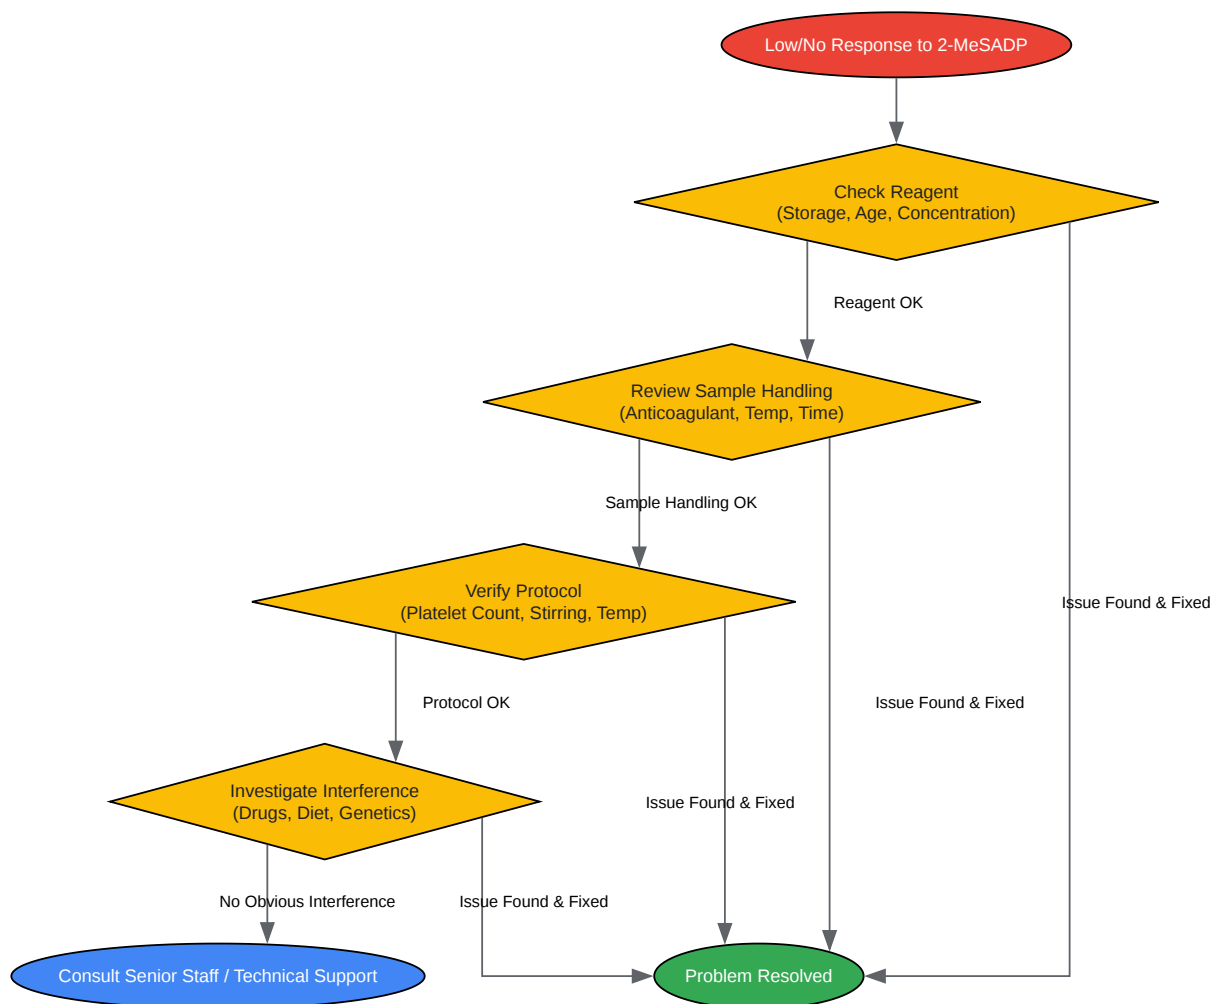 Low/No Response to 2-MeSADP
Check Reagent
(Storage, Age, Concentration)
Reagent OK
Review Sample Handling
(Anticoagulant, Temp, Time)
Sample Handling OK
Verify Protocol
(Platelet Count, Stirring, Temp)
Issue Found & Fixed
Protocol OK
Issue Found & Fixed
Investigate Interference
(Drugs, Diet, Genetics)
Issue Found & Fixed
No Obvious Interference
Issue Found & Fixed
Consult Senior Staff / Technical Support
Problem Resolved